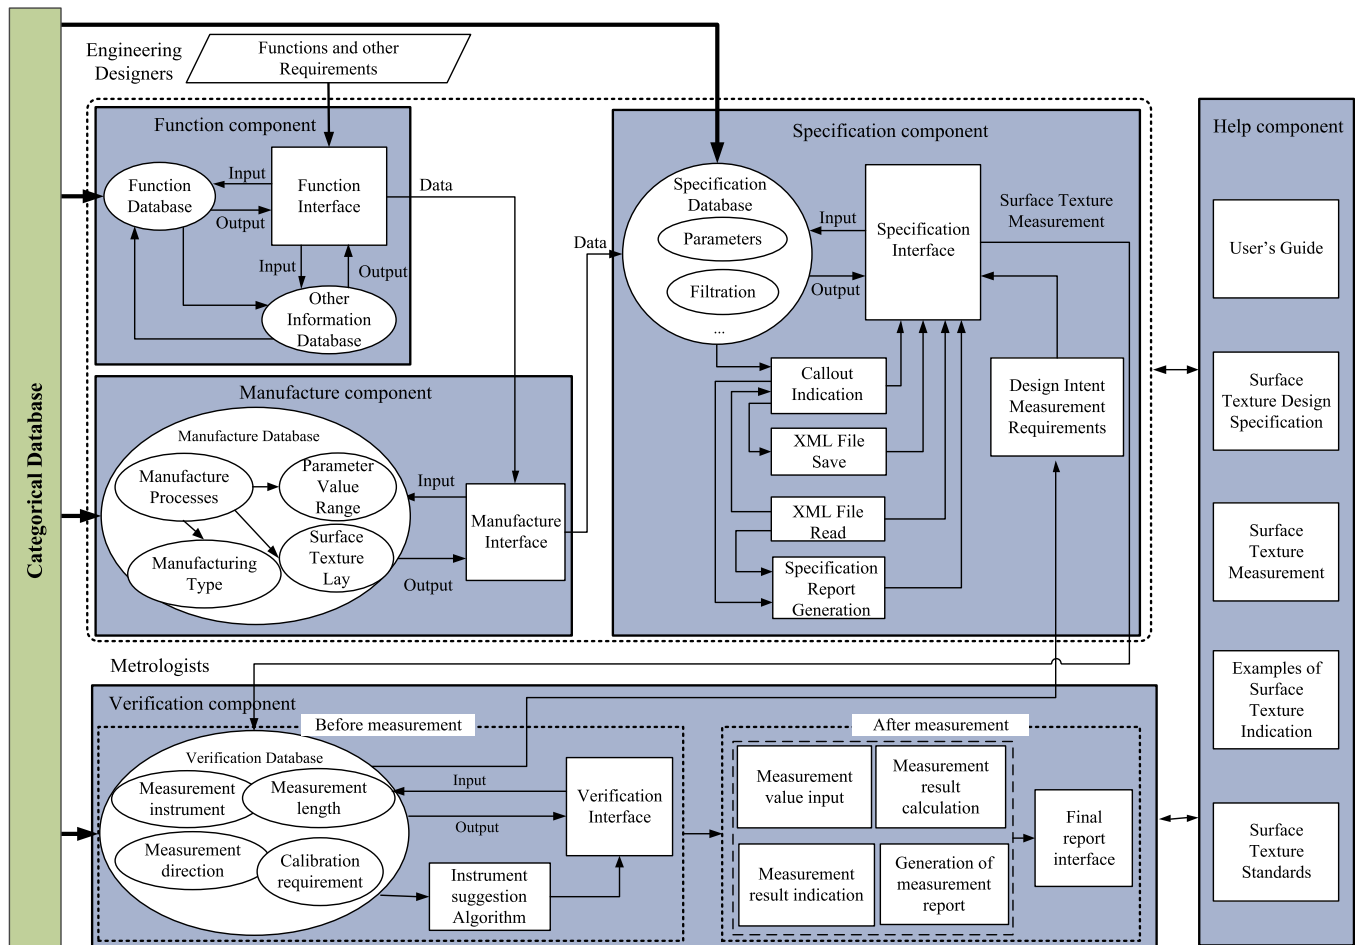 Categorical Database
Engineering
Designers
Functions and other
Requirements
Function component
Function
Database
Input
Output
Function
Interface
Data
Input
Output
Other
Information
Database
Manufacture component
Manufacture Database
Manufacture
Processes
Parameter
Value
Range
Manufacturing
Type
Surface
Texture
Lay
Input
Output
Manufacture
Interface
Data
Specification component
Specification
Database
Parameters
Filtration
...
Input
Output
Specification
Interface
Surface Texture
Measurement
Callout
Indication
XML File
Save
XML File
Read
Specification
Report
Generation
Design Intent
Measurement
Requirements
Help component
User's Guide
Surface
Texture Design
Specification
Surface
Texture
Measurement
Examples of
Surface
Texture
Indication
Surface
Texture
Standards
Metrologists
Verification component
Before measurement
Verification Database
Measurement
instrument
Measurement
length
Measurement
direction
Calibration
requirement
Input
Output
Instrument
suggestion
Algorithm
Verification
Interface
After measurement
Measurement
value input
Measurement
result
calculation
Measurement
result indication
Generation of
measurement
report
Final
report
interface